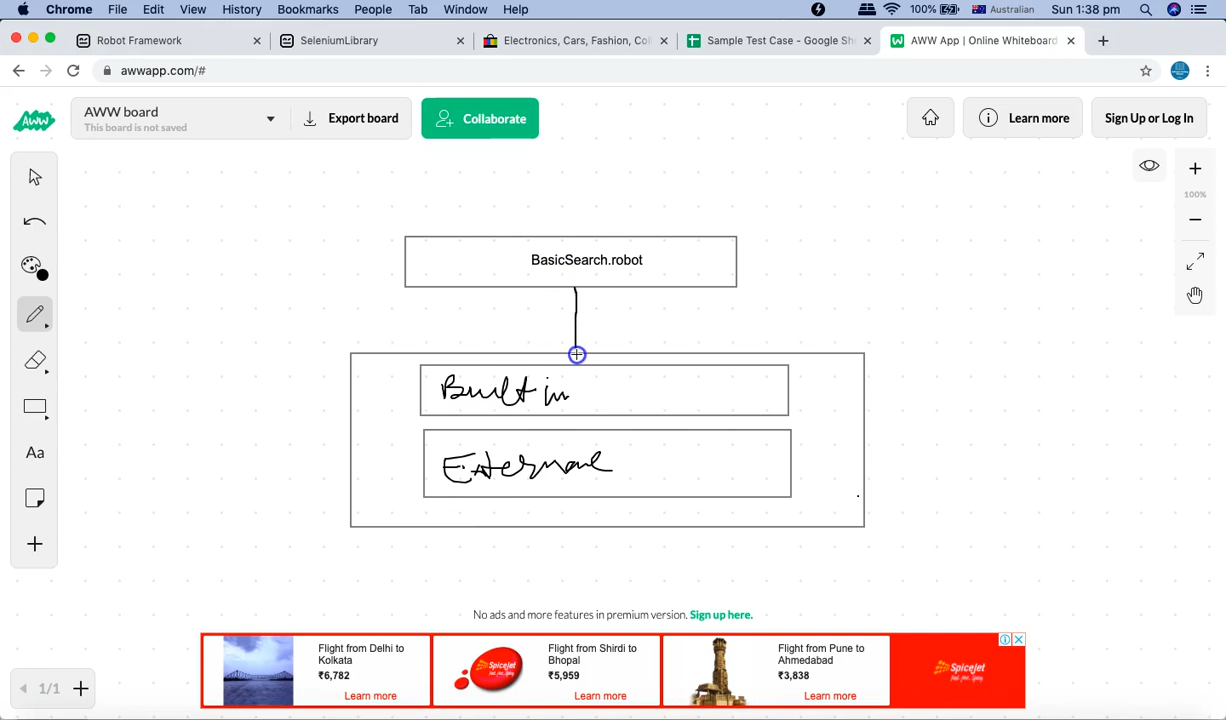 Chrome File Edit View History Bookmarks People Tab Window Help 100% Australian Sun 1:38 pm
Robot Framework SeleniumLibrary Electronics, Cars, Fashion, Co Sample Test Case - Google Sh AWW App | Online Whiteboard
awwapp.com/#
AWW AWW board
This board is not saved
Export board Collaborate Learn more Sign Up or Log In
100%
BasicSearch.robot
Built in
External
Aa
No ads and more features in premium version. Sign up here.
Flight from Delhi to Kolkata
₹6,782
Learn more
Flight from Shirdi to Bhopal
₹5,959
Learn more
Flight from Pune to Ahmedabad
₹3,838
Learn more
SpiceJet
SpiceJet
1/1